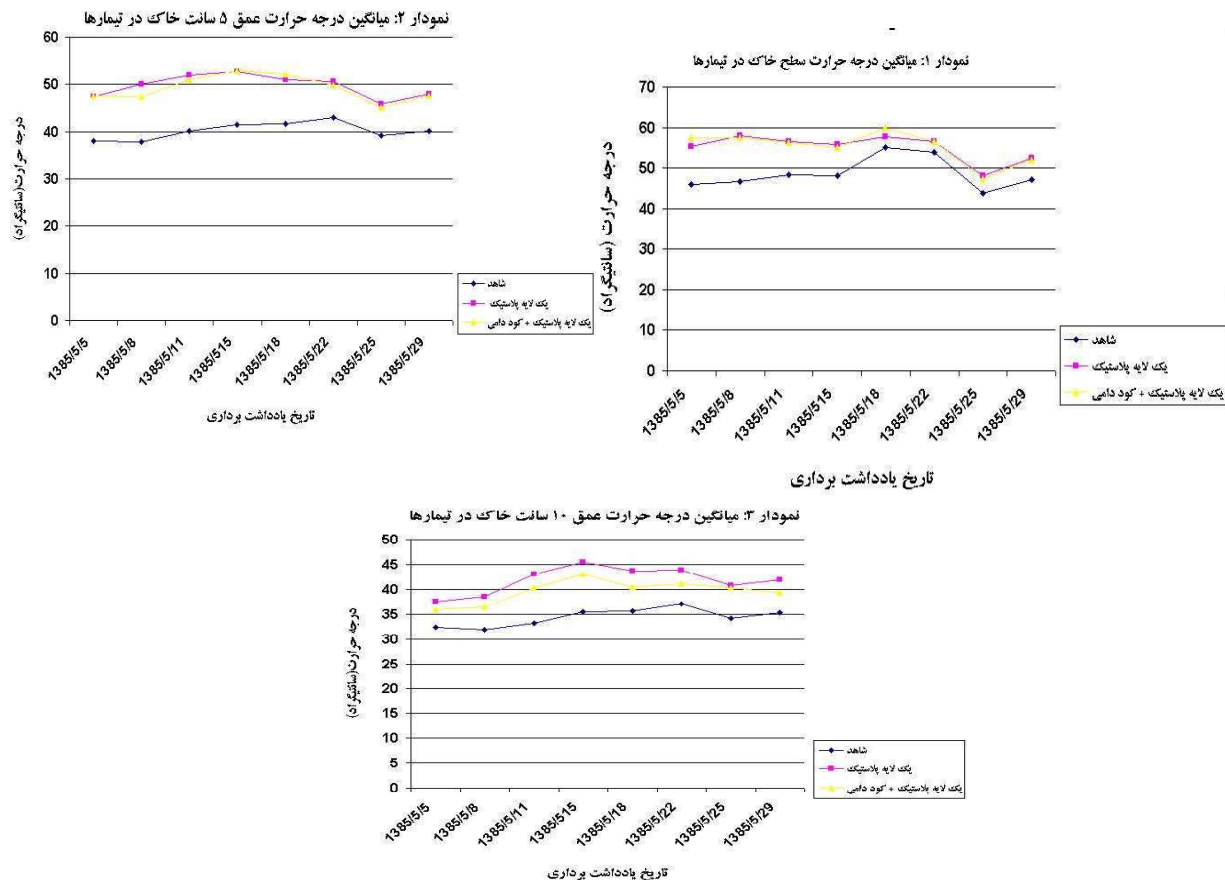 نمودار ۲: میانگین درجه حرارت عمق ۵ سانت خاک در تیمارها
60
50
40
30
20
10
0
درجه حرارت(سانتیگراد)
1385/5/5
1385/5/8
1385/5/11
1385/515
1385/5/18
1385/5/22
1385/5/25
1385/5/29
تاریخ یادداشت برداری
شاهد
یک لایه پلاستیک
یک لایه پلاستیک + کود دامی
-
نمودار 1: میانگین درجه حرارت سطح خاک در تیمارها
70
60
50
40
30
20
10
0
درجه حرارت (سانتیگراد)
1385/5/5
1385/5/8
1385/5/11
1385/515
1385/5/18
1385/5/22
1385/5/25
1385/5/29
تاریخ یادداشت برداری
شاهد
یک لایه پلاستیک
یک لایه پلاستیک + کود دامی
نمودار ۳: میانگین درجه حرارت عمق ۱۰ سانت خاک در تیمارها
50
45
40
35
30
25
20
15
10
5
0
درجه حرارت(سانتیگراد)
1385/5/5
1385/5/8
1385/5/11
1385/515
1385/5/18
1385/5/22
1385/5/25
1385/5/29
تاریخ یادداشت برداری
شاهد
یک لایه پلاستیک
یک لایه پلاستیک + کود دامی